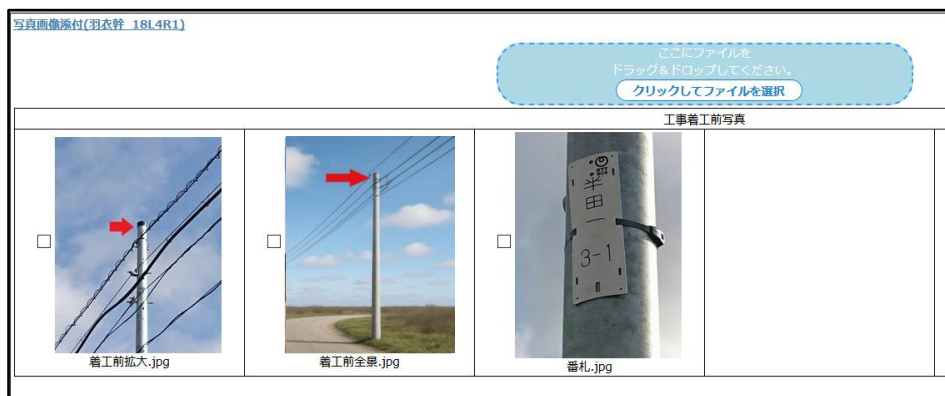 写真画像添付(羽衣幹 18L4R1)
ここにファイルを
ドラッグ&ドロップしてください。
クリックしてファイルを選択
工事着工前写真
半田一
3-1
着工前拡大.jpg
着工前全景.jpg
番札.jpg